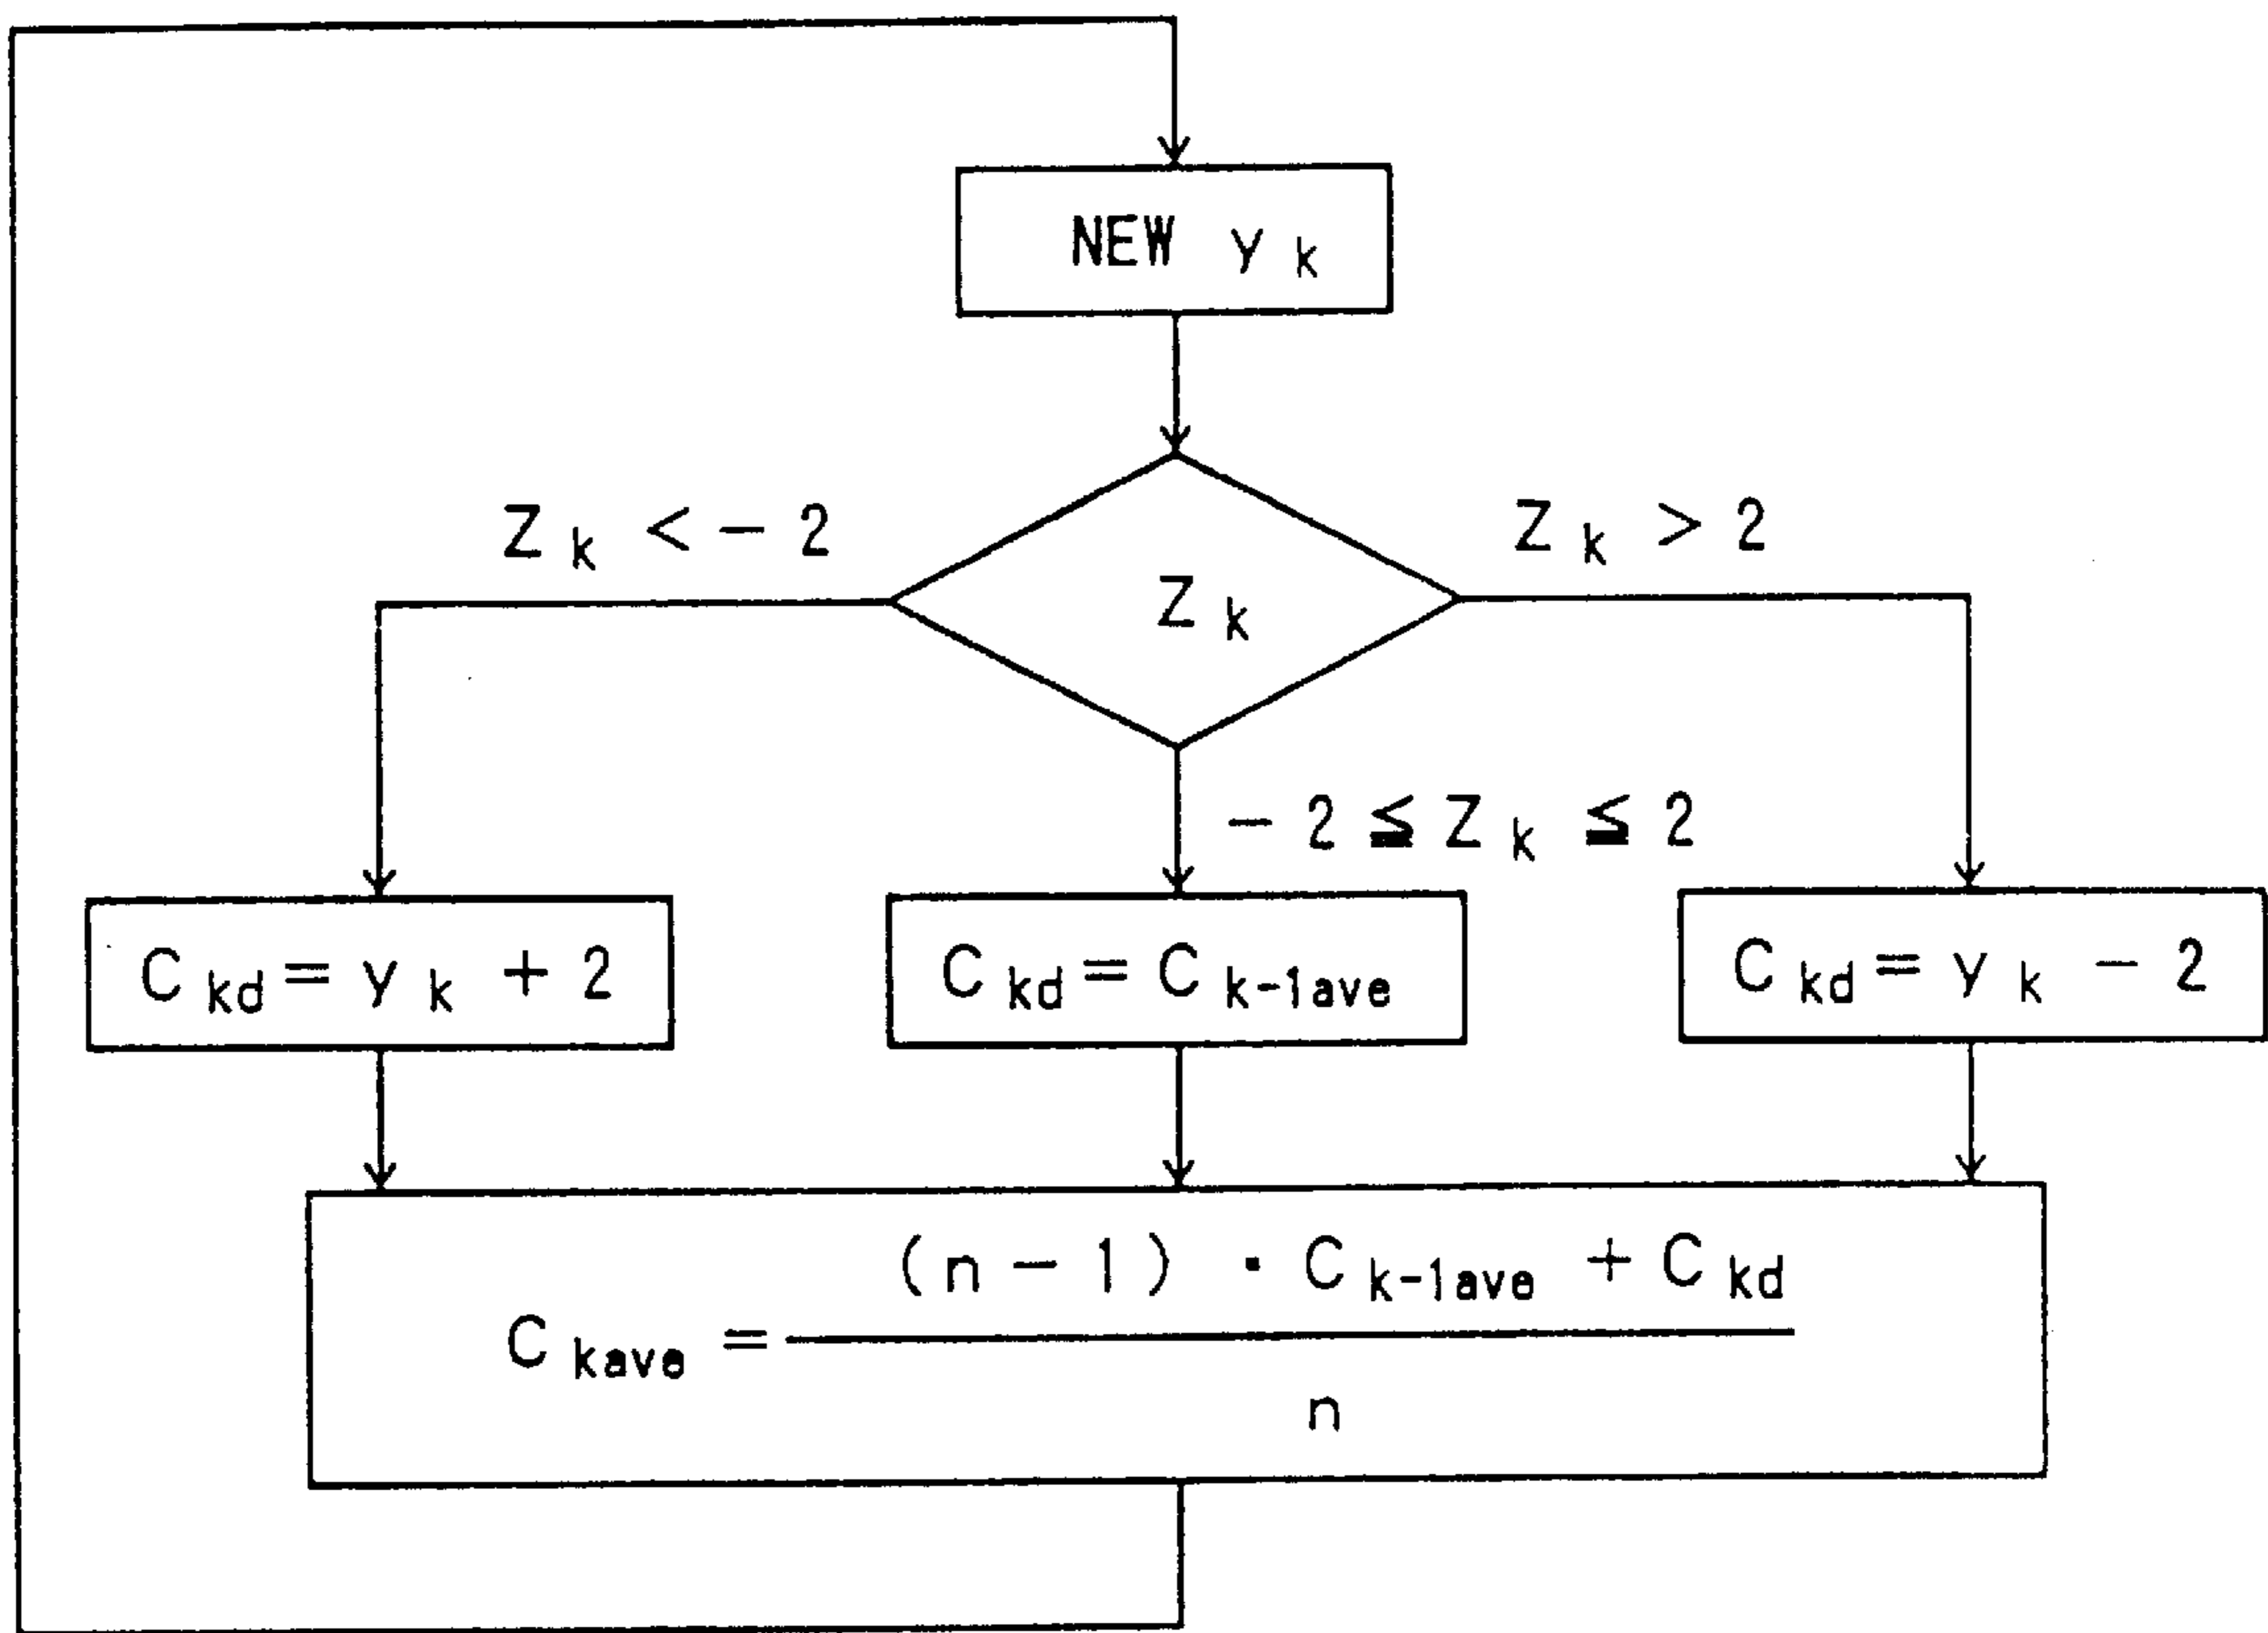 NEW y k
Z k < - 2
Z k > 2
Z k
- 2 ≦ Z k ≦ 2
C kd = y k + 2
C kd = C k-1ave
C kd = y k - 2
(n - 1) · C k-1ave + C kd
C kave =
n